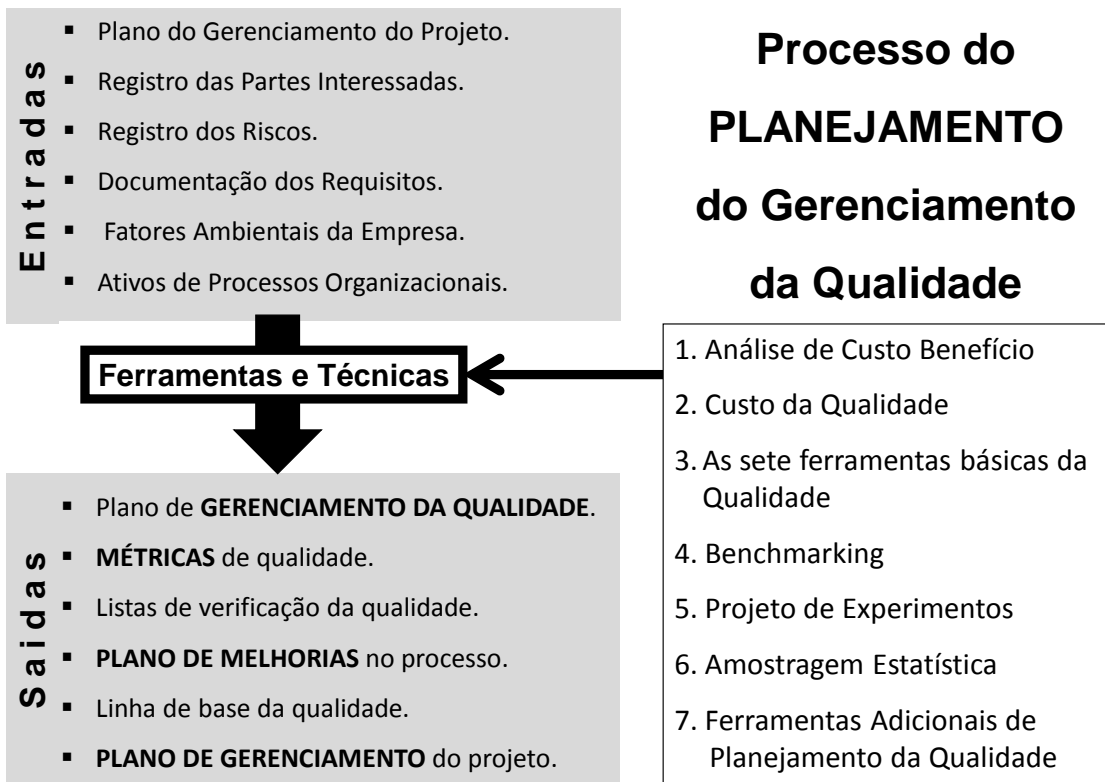 Entradas
▪ Plano do Gerenciamento do Projeto.
▪ Registro das Partes Interessadas.
▪ Registro dos Riscos.
▪ Documentação dos Requisitos.
▪ Fatores Ambientais da Empresa.
▪ Ativos de Processos Organizacionais.
Processo do
PLANEJAMENTO
do Gerenciamento
da Qualidade
Ferramentas e Técnicas
1. Análise de Custo Benefício
2. Custo da Qualidade
3. As sete ferramentas básicas da
Qualidade
4. Benchmarking
5. Projeto de Experimentos
6. Amostragem Estatística
7. Ferramentas Adicionais de
Planejamento da Qualidade
Saidas
▪ Plano de GERENCIAMENTO DA QUALIDADE.
▪ MÉTRICAS de qualidade.
▪ Listas de verificação da qualidade.
▪ PLANO DE MELHORIAS no processo.
▪ Linha de base da qualidade.
▪ PLANO DE GERENCIAMENTO do projeto.